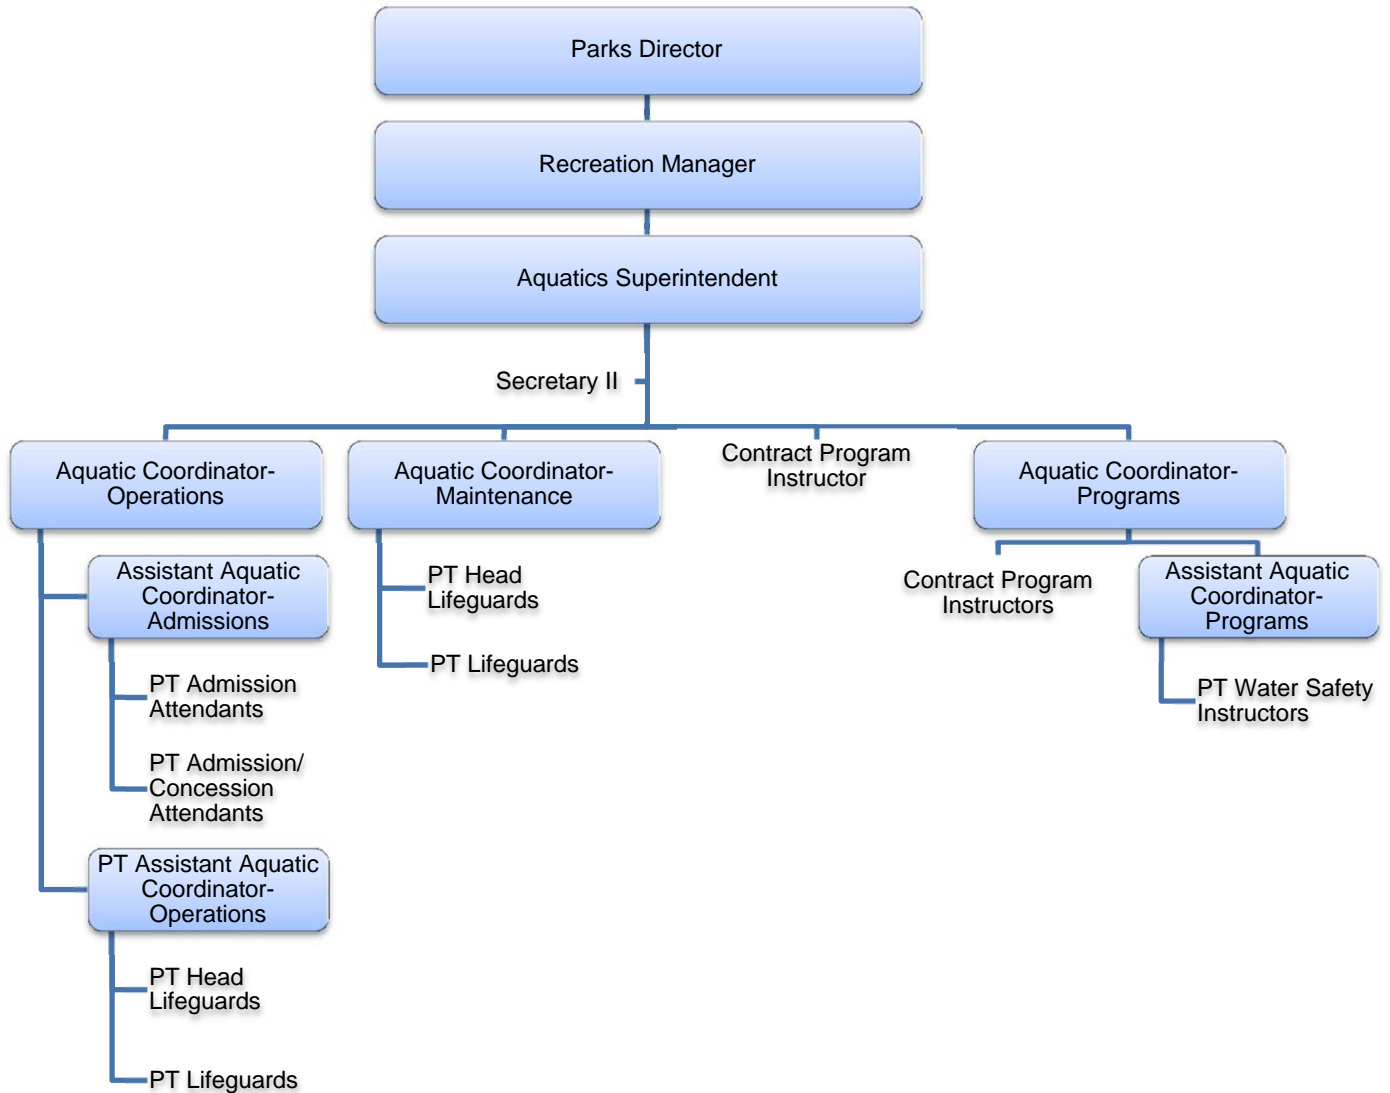 Parks Director
Recreation Manager
Aquatics Superintendent
Secretary II
Aquatic Coordinator-
Operations
Aquatic Coordinator-
Maintenance
Contract Program
Instructor
Aquatic Coordinator-
Programs
Assistant Aquatic
Coordinator-
Admissions
PT Admission
Attendants
PT Admission/
Concession
Attendants
PT Assistant Aquatic
Coordinator-
Operations
PT Head
Lifeguards
PT Lifeguards
PT Head
Lifeguards
PT Lifeguards
Contract Program
Instructors
Assistant Aquatic
Coordinator-
Programs
PT Water Safety
Instructors